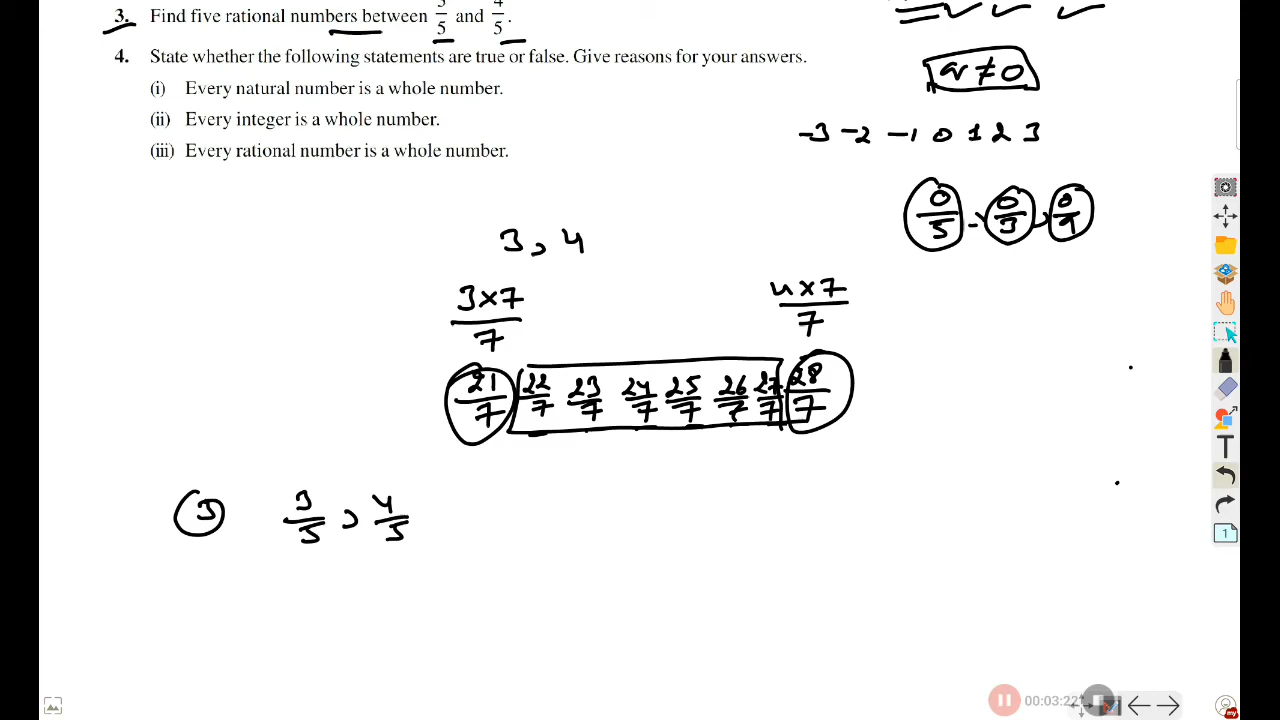 3. Find five rational numbers between 3/5 and 4/5.
4. State whether the following statements are true or false. Give reasons for your answers.
(i) Every natural number is a whole number.
(ii) Every integer is a whole number.
(iii) Every rational number is a whole number.
q ≠ 0
-3 -2 -1 0 1 2 3
0/5 , 0/3 , 0/9
3, 4
3×7/7 4×7/7
21/7 22/7 23/7 24/7 25/7 26/7 27/7 28/7
3 3/5 , 4/5
T
1
00:03:22